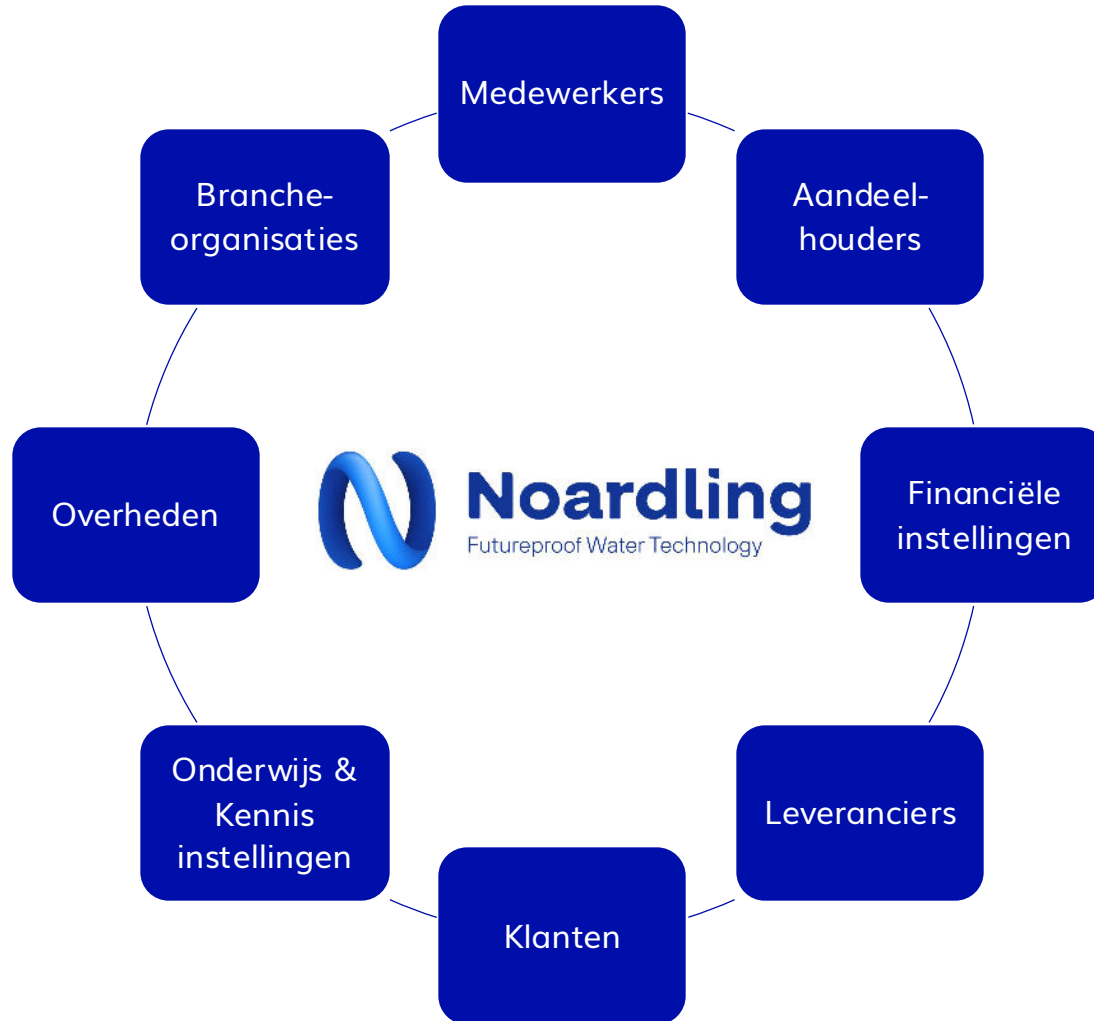 Medewerkers
Aandeel-
houders
Financiële
instellingen
Leveranciers
Klanten
Onderwijs &
Kennis
instellingen
Overheden
Branche-
organisaties
Noardling
Futureproof Water Technology